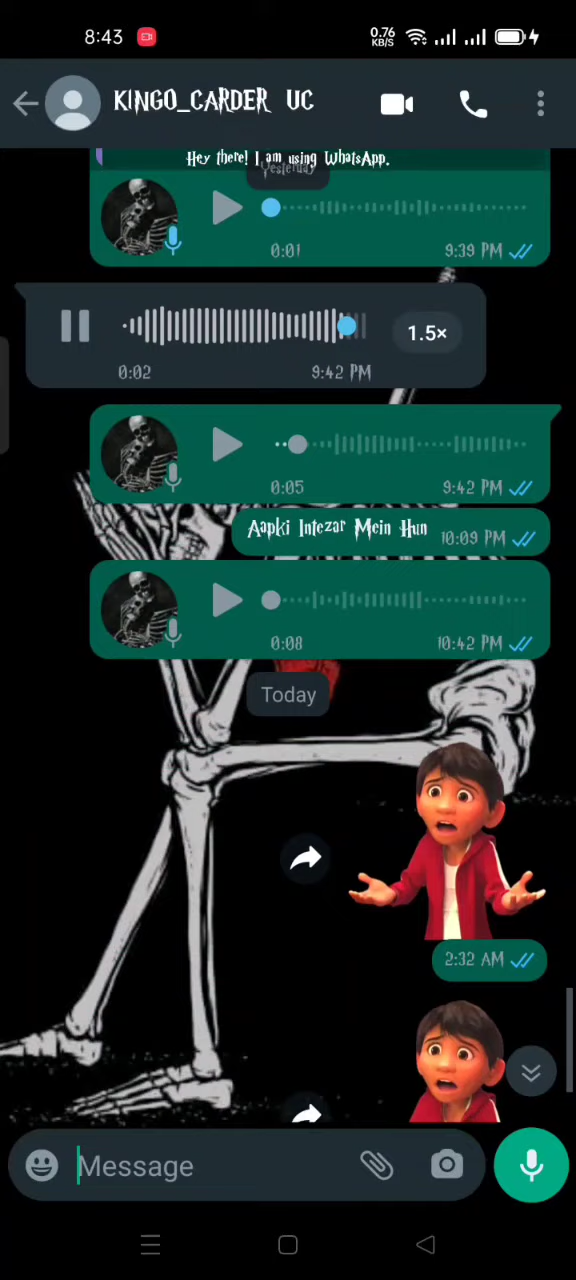 8:43
0.76
KB/S
KINGO_CARDER UC
Hey there! I am using WhatsApp.
Yesterday
0:01 9:39 PM
1.5×
0:02 9:42 PM
0:05 9:42 PM
Aapki Intezar Mein Hun 10:09 PM
0:08 10:42 PM
Today
2:32 AM
Message